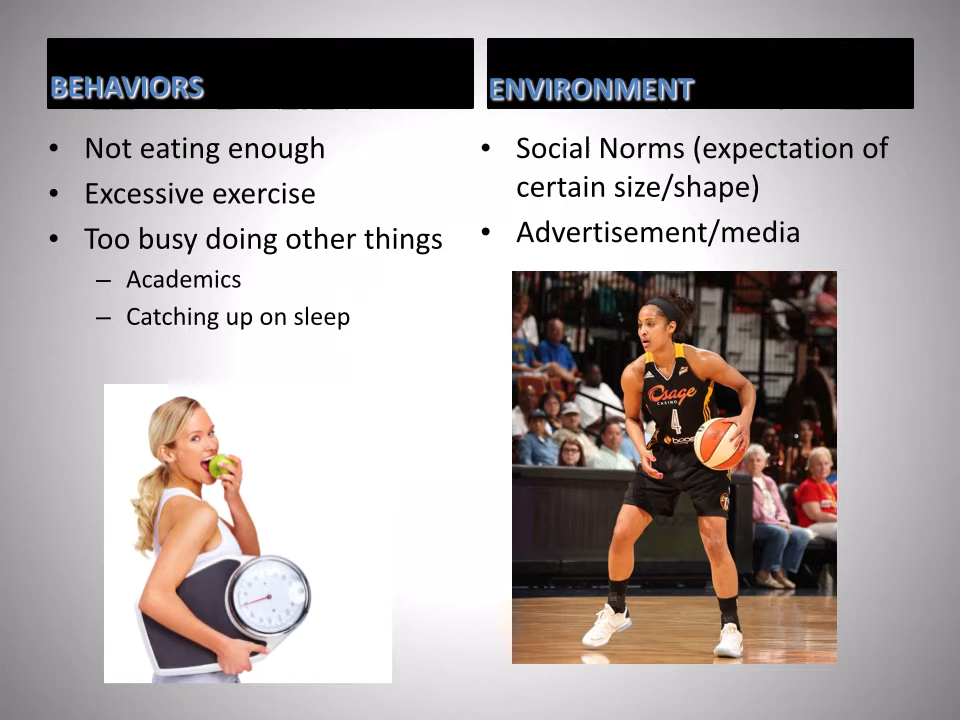 BEHAVIORS
• Not eating enough
• Excessive exercise
• Too busy doing other things
– Academics
– Catching up on sleep
ENVIRONMENT
• Social Norms (expectation of
certain size/shape)
• Advertisement/media
Osage
CASINO
4